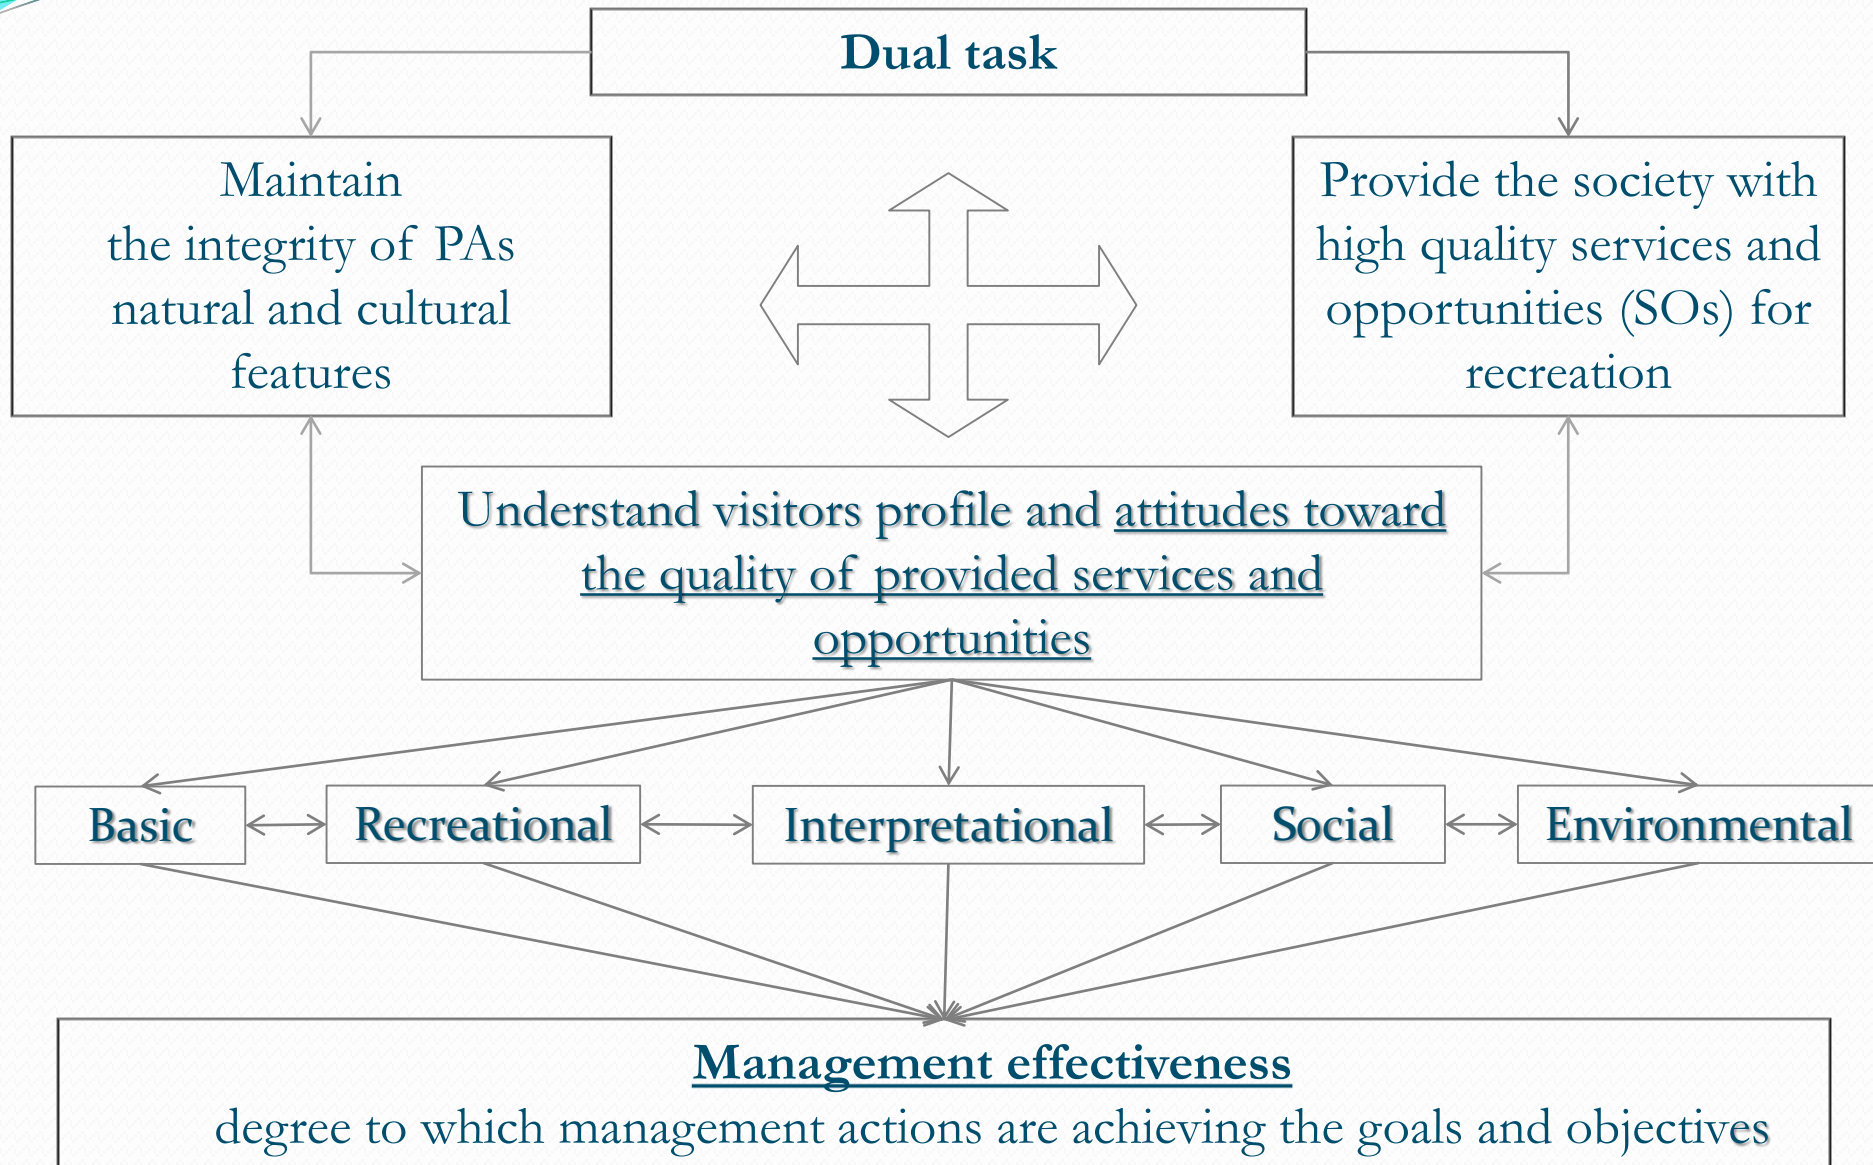 Dual task
Maintain
the integrity of PAs
natural and cultural
features
Provide the society with
high quality services and
opportunities (SOs) for
recreation
Understand visitors profile and attitudes toward
the quality of provided services and
opportunities
Basic
Recreational
Interpretational
Social
Environmental
Management effectiveness
degree to which management actions are achieving the goals and objectives